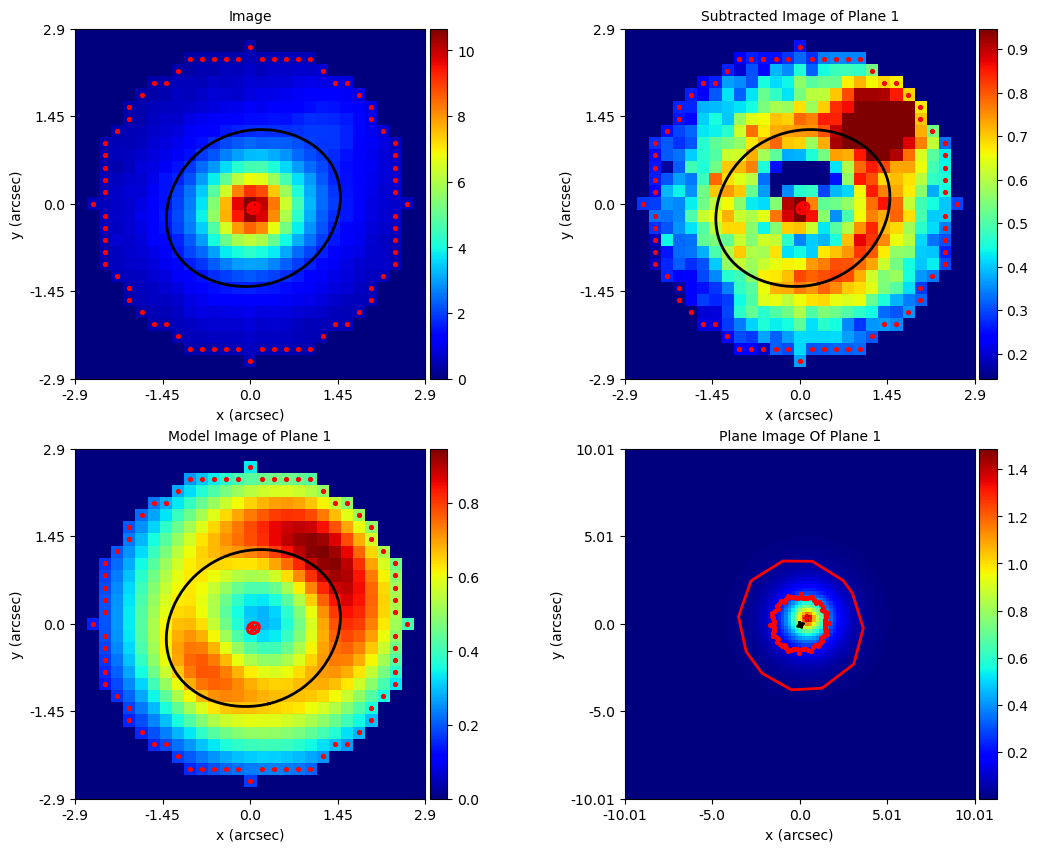 Image
2.9
1.45
0.0
-1.45
-2.9
y (arcsec)
-2.9 -1.45 0.0 1.45 2.9
x (arcsec)
10
8
6
4
2
0
Subtracted Image of Plane 1
2.9
1.45
0.0
-1.45
-2.9
y (arcsec)
-2.9 -1.45 0.0 1.45 2.9
x (arcsec)
0.9
0.8
0.7
0.6
0.5
0.4
0.3
0.2
Model Image of Plane 1
2.9
1.45
0.0
-1.45
-2.9
y (arcsec)
-2.9 -1.45 0.0 1.45 2.9
x (arcsec)
0.8
0.6
0.4
0.2
0.0
Plane Image Of Plane 1
10.01
5.01
0.0
-5.0
-10.01
y (arcsec)
-10.01 -5.0 0.0 5.01 10.01
x (arcsec)
1.4
1.2
1.0
0.8
0.6
0.4
0.2